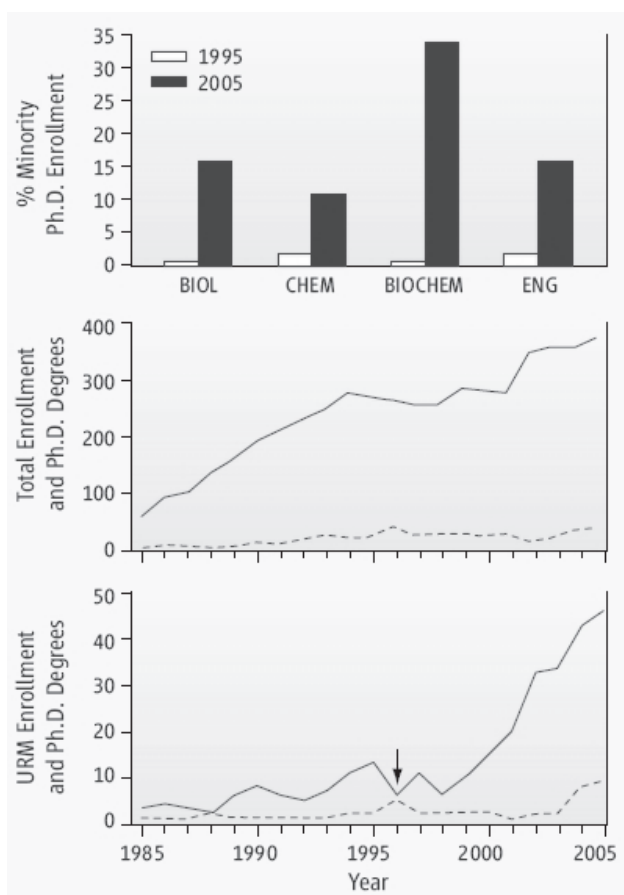 % Minority
Ph.D. Enrollment
35
30
25
20
15
10
5
0
1995
2005
BIOL CHEM BIOCHEM ENG
Total Enrollment
and Ph.D. Degrees
400
300
200
100
0
URM Enrollment
and Ph.D. Degrees
50
40
30
20
10
0
1985 1990 1995 2000 2005
Year